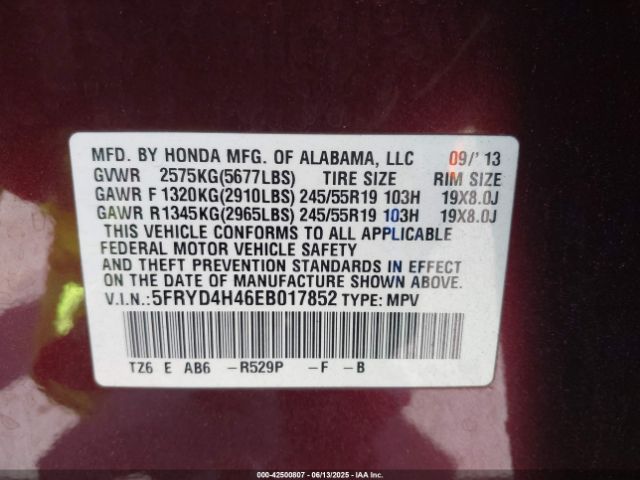 MFD. BY HONDA MFG. OF ALABAMA, LLC 09/'13
GVWR 2575KG(5677LBS) TIRE SIZE RIM SIZE
GAWR F 1320KG(2910LBS) 245/55R19 103H 19X8.0J
GAWR R 1345KG(2965LBS) 245/55R19 103H 19X8.0J
THIS VEHICLE CONFORMS TO ALL APPLICABLE
FEDERAL MOTOR VEHICLE SAFETY
AND THEFT PREVENTION STANDARDS IN EFFECT
ON THE DATE OF MANUFACTURE SHOWN ABOVE.
V.I.N.:5FRYD4H46EB017852 TYPE: MPV
TZ6 E AB6 -R529P -F -B
00-42500807 - 06/13/2025 - IAA Inc.